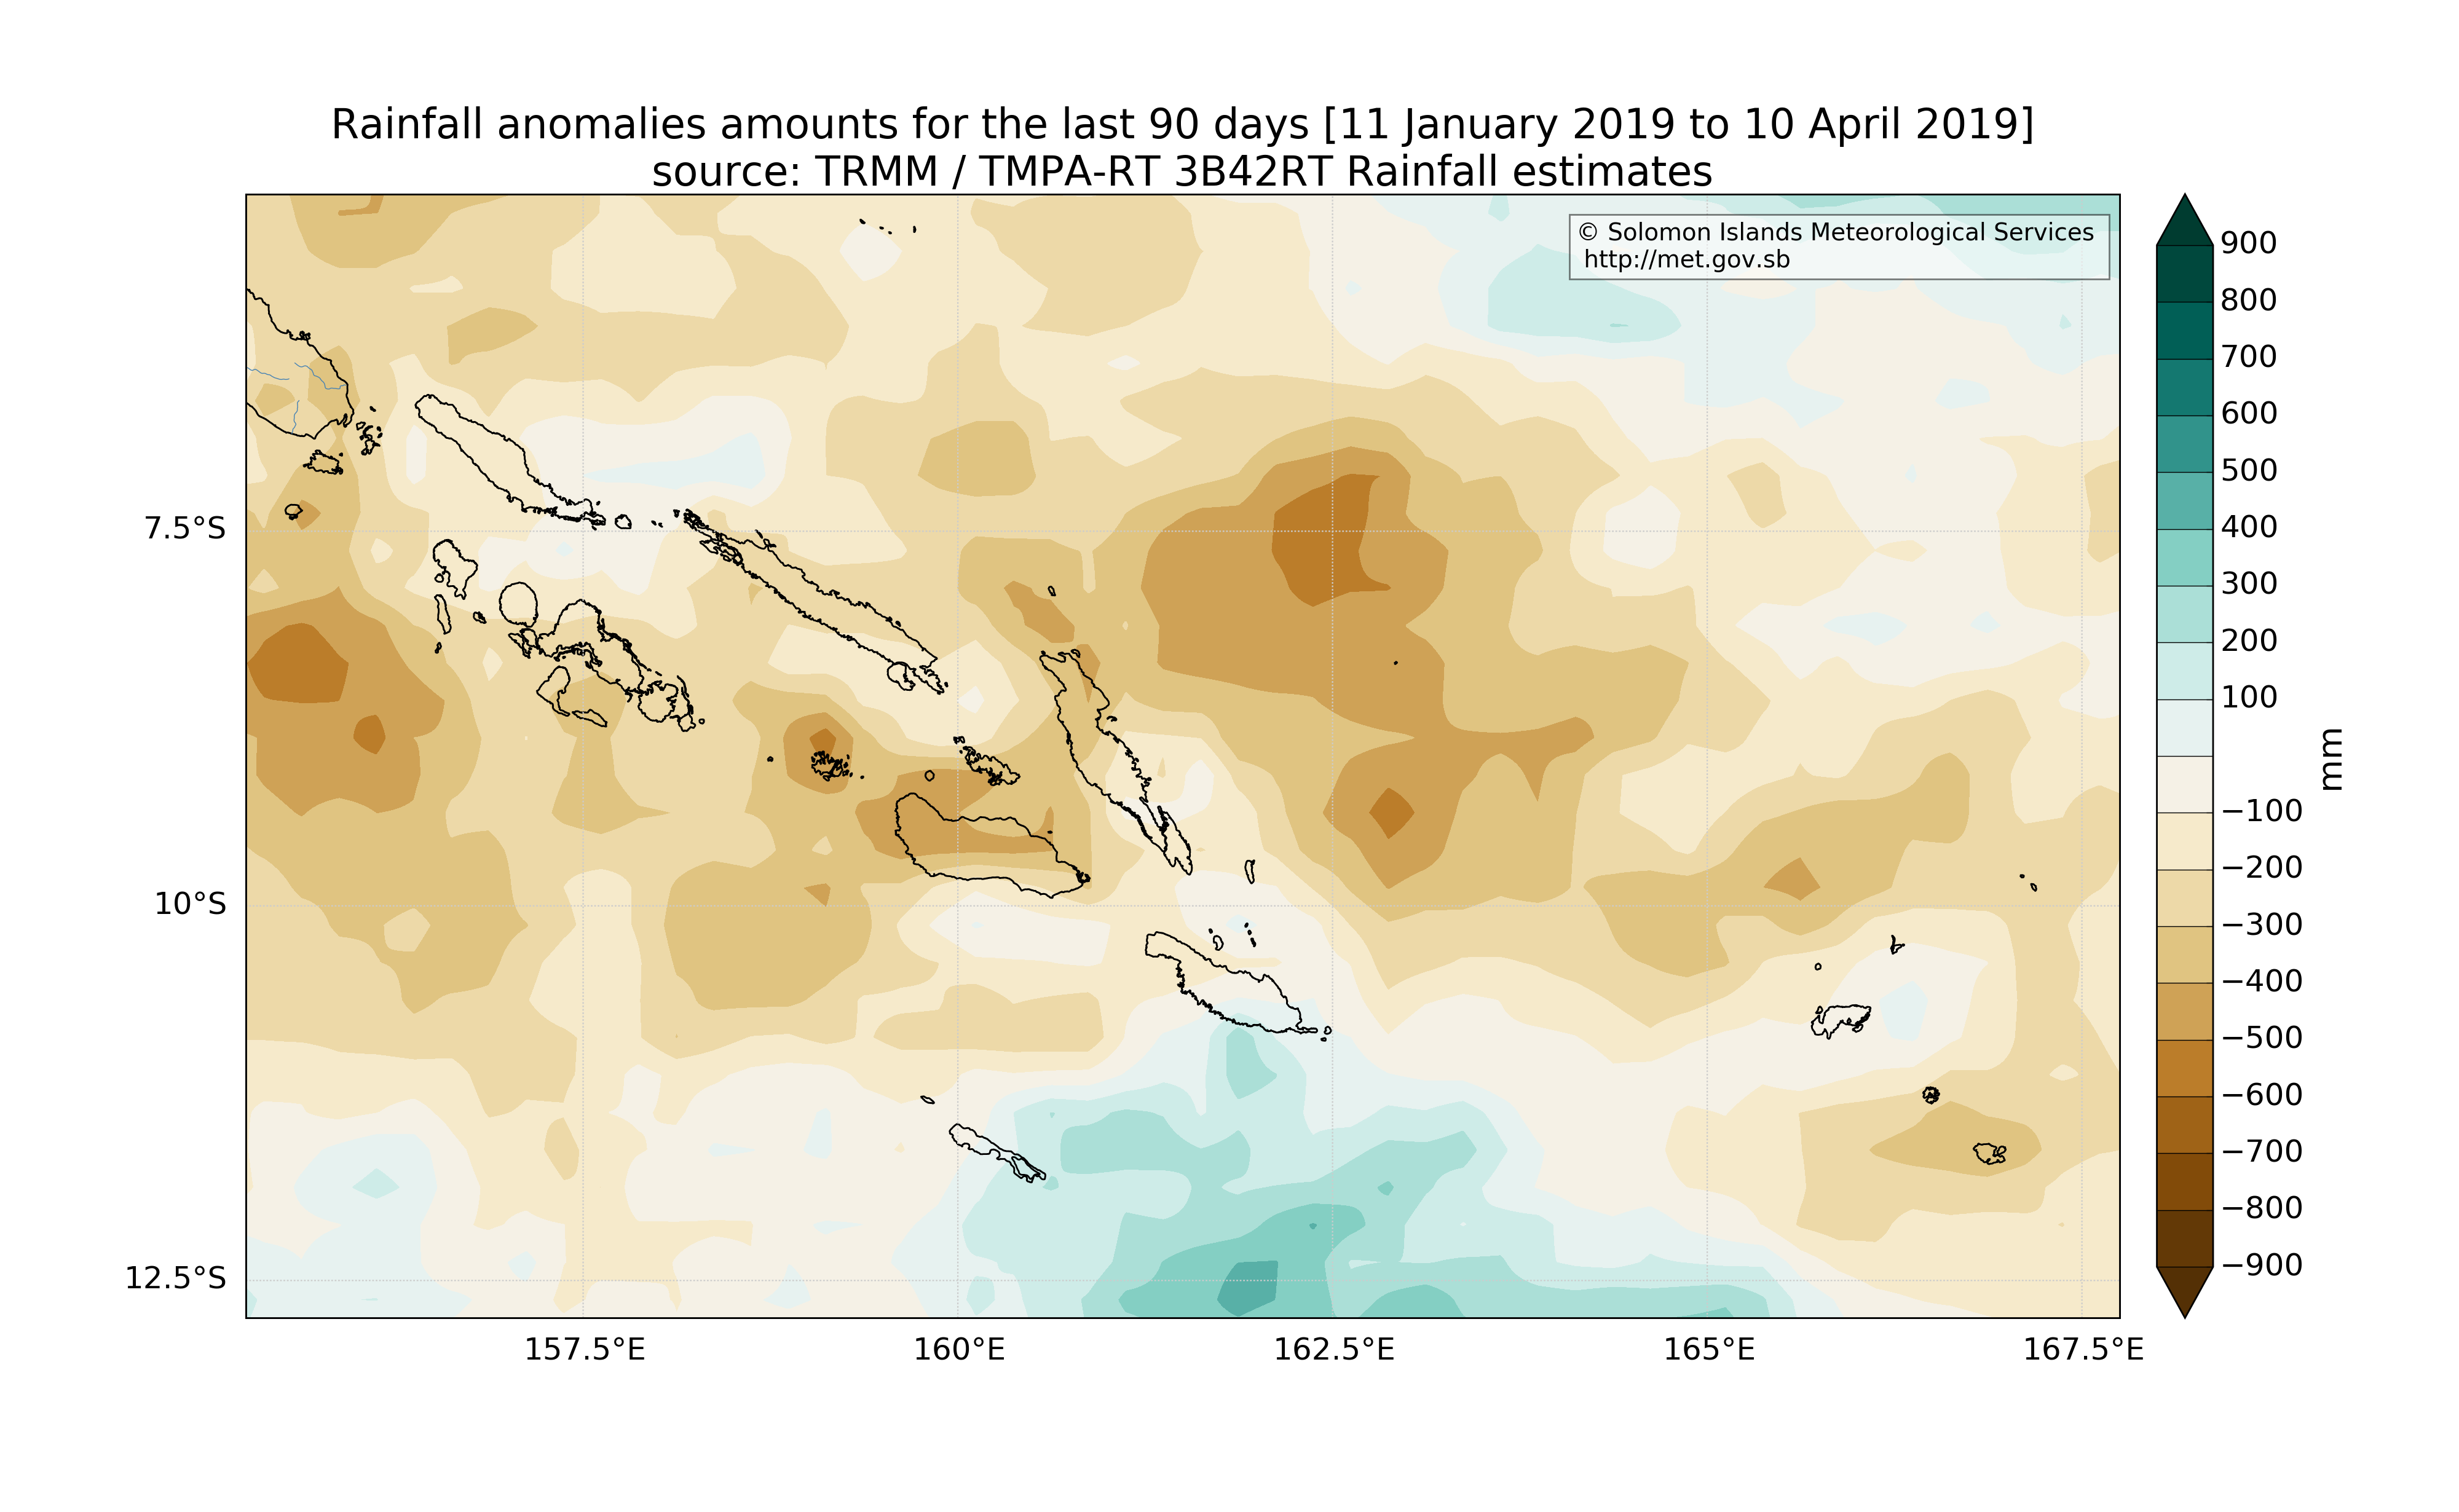 Rainfall anomalies amounts for the last 90 days [11 January 2019 to 10 April 2019]
source: TRMM / TMPA-RT 3B42RT Rainfall estimates
© Solomon Islands Meteorological Services
http://met.gov.sb
7.5°S
10°S
12.5°S
157.5°E
160°E
162.5°E
165°E
167.5°E
900
800
700
600
500
400
300
200
100
−100
−200
−300
−400
−500
−600
−700
−800
−900
mm